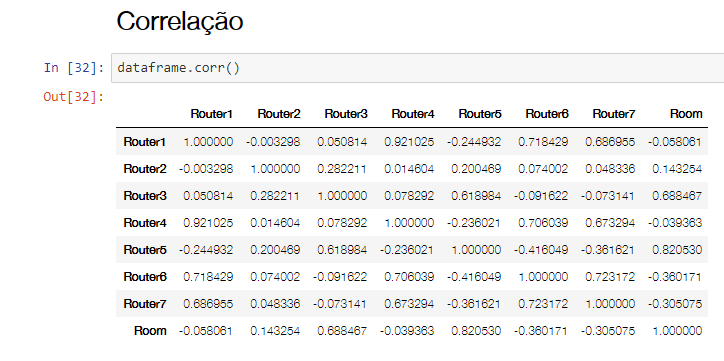 Correlação
In [32]: dataframe.corr()
Out[32]:
Router1 Router2 Router3 Router4 Router5 Router6 Router7 Room
Router1 1.000000 -0.003298 0.050814 0.921025 -0.244932 0.718429 0.686955 -0.058061
Router2 -0.003298 1.000000 0.282211 0.014604 0.200469 0.074002 0.048336 0.143254
Router3 0.050814 0.282211 1.000000 0.078292 0.618984 -0.091622 -0.073141 0.688467
Router4 0.921025 0.014604 0.078292 1.000000 -0.236021 0.706039 0.673294 -0.039363
Router5 -0.244932 0.200469 0.618984 -0.236021 1.000000 -0.416049 -0.361621 0.820530
Router6 0.718429 0.074002 -0.091622 0.706039 -0.416049 1.000000 0.723172 -0.360171
Router7 0.686955 0.048336 -0.073141 0.673294 -0.361621 0.723172 1.000000 -0.305075
Room -0.058061 0.143254 0.688467 -0.039363 0.820530 -0.360171 -0.305075 1.000000